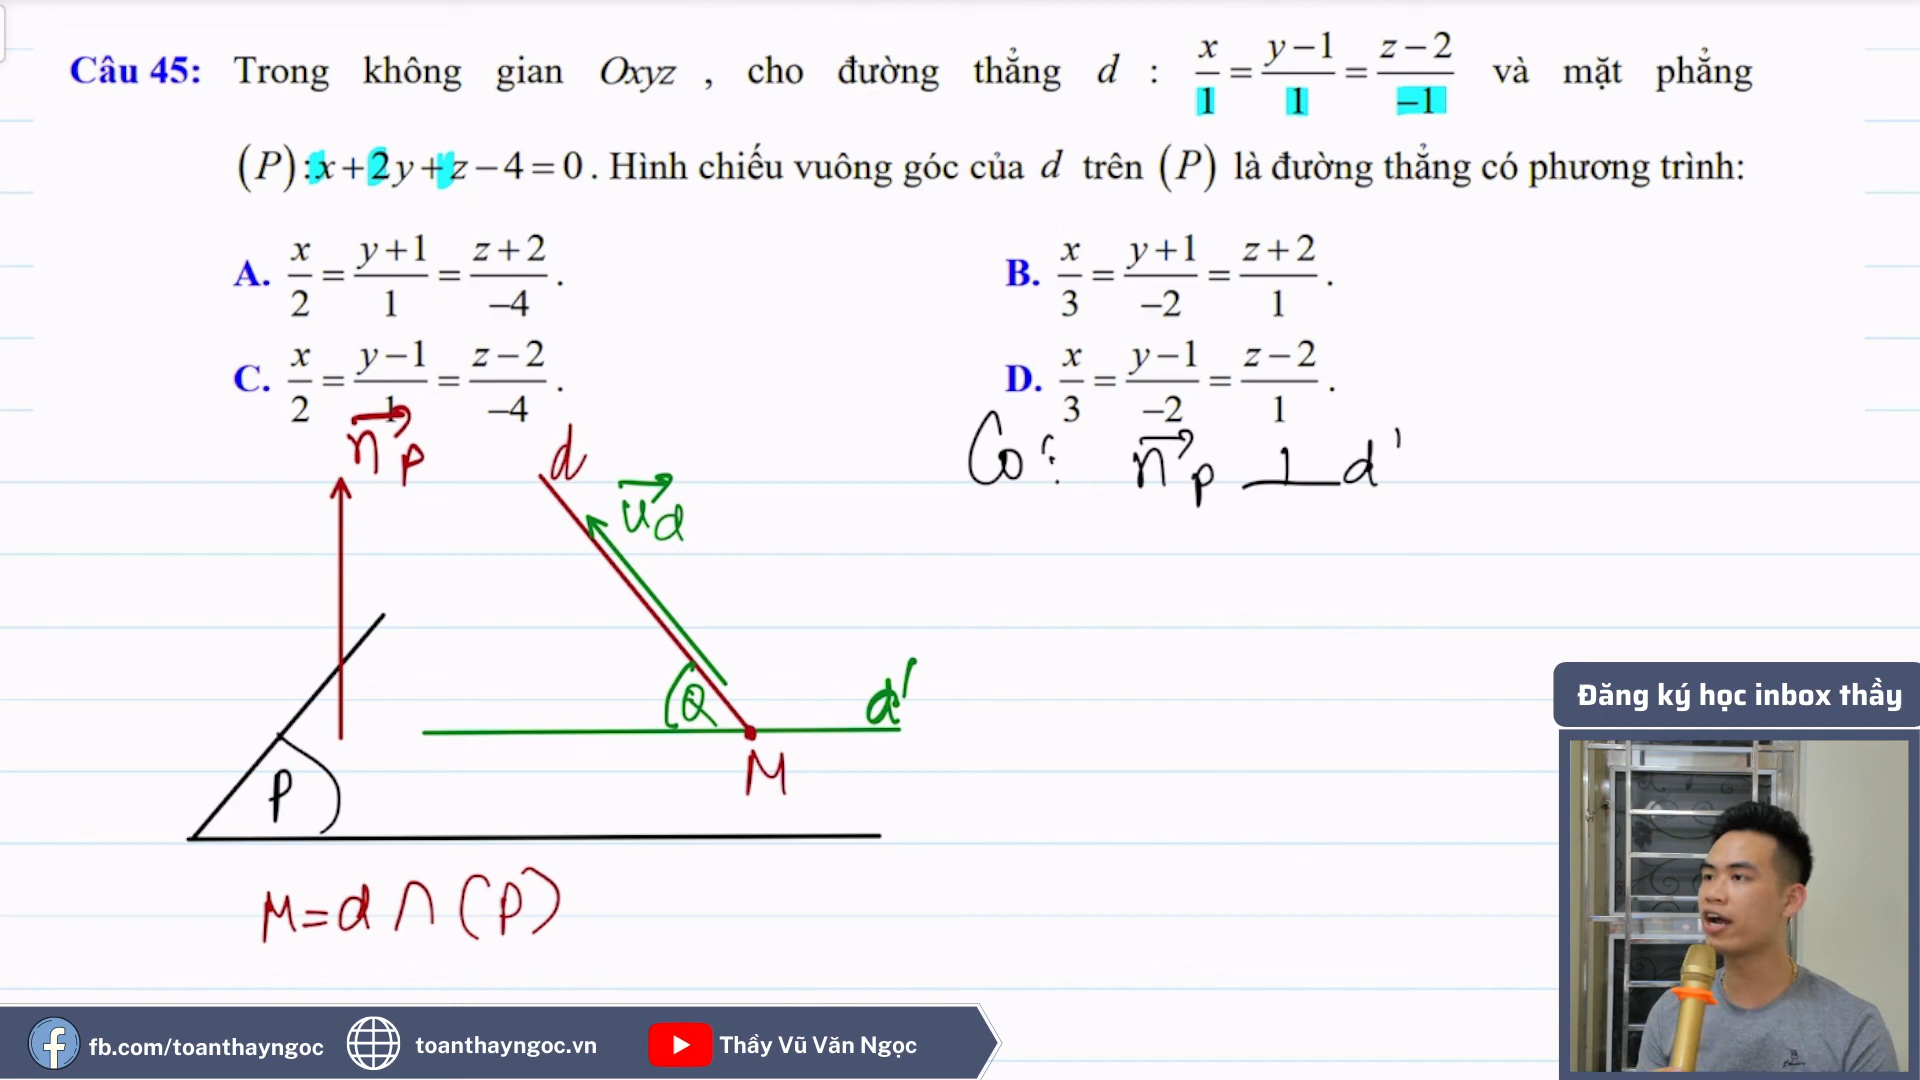 Câu 45: Trong không gian Oxyz , cho đường thẳng d : x/1 = (y−1)/1 = (z−2)/−1 và mặt phẳng
(P): x+2y+z−4=0. Hình chiếu vuông góc của d trên (P) là đường thẳng có phương trình:
A. x/2 = (y+1)/1 = (z+2)/−4 . B. x/3 = (y+1)/−2 = (z+2)/1 .
C. x/2 = (y−1)/1 = (z−2)/−4 . D. x/3 = (y−1)/−2 = (z−2)/1 .
n⃗p
d
Có: n⃗p ⊥ d'
u⃗d
Q
d'
M
P
M = d ∩ (P)
Đăng ký học inbox thầy
fb.com/toanthayngoc toanthayngoc.vn Thầy Vũ Văn Ngọc